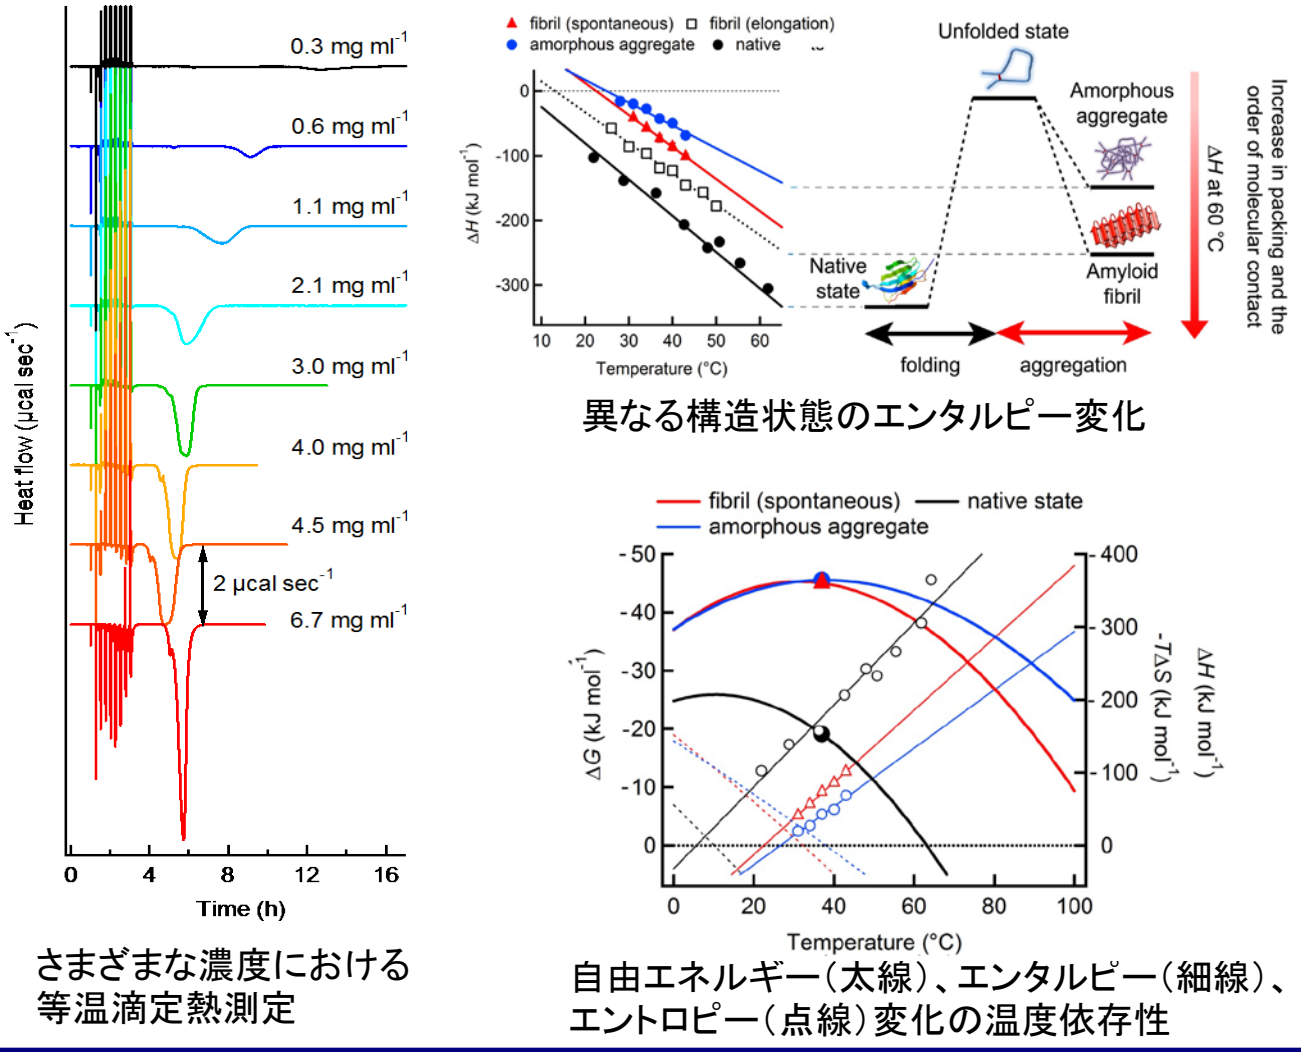 0.3 mg ml-1
0.6 mg ml-1
1.1 mg ml-1
2.1 mg ml-1
3.0 mg ml-1
4.0 mg ml-1
4.5 mg ml-1
2 µcal sec-1
6.7 mg ml-1
Heat flow (µcal sec-1)
0 4 8 12 16
Time (h)
さまざまな濃度における
等温滴定熱測定
fibril (spontaneous) fibril (elongation)
amorphous aggregate native
0
-100
-200
-300
ΔH (kJ mol-1)
10 20 30 40 50 60
Temperature (°C)
Unfolded state
Amorphous
aggregate
Native
state
Amyloid
fibril
folding aggregation
ΔH at 60 °C
Increase in packing and the
order of molecular contact
異なる構造状態のエンタルピー変化
fibril (spontaneous) native state
amorphous aggregate
-50
-40
-30
-20
-10
0
ΔG (kJ mol-1)
-400
-300
-200
-100
0
-TΔS (kJ mol-1)
ΔH (kJ mol-1)
0 20 40 60 80 100
Temperature (°C)
自由エネルギー（太線）、エンタルピー（細線）、
エントロピー（点線）変化の温度依存性